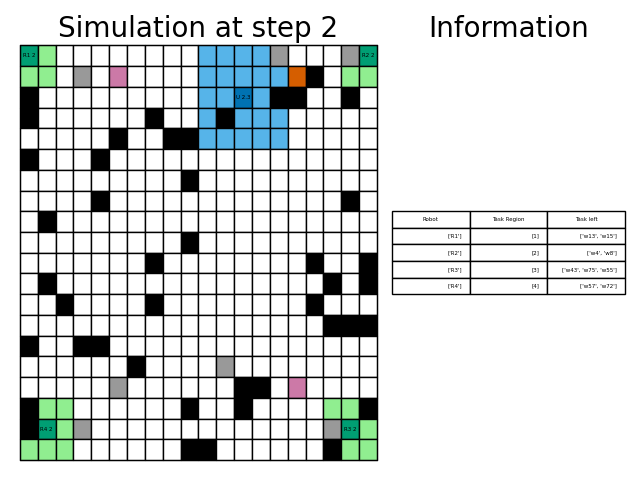 Simulation at step 2
Information
R1 2
R2 2
U 2 3
Robot Task Region Task left
['R1'] [1] ['w13', 'w15']
['R2'] [2] ['w4', 'w8']
['R3'] [3] ['w43', 'w75', 'w55']
['R4'] [4] ['w57', 'w72']
R4 2
R3 2